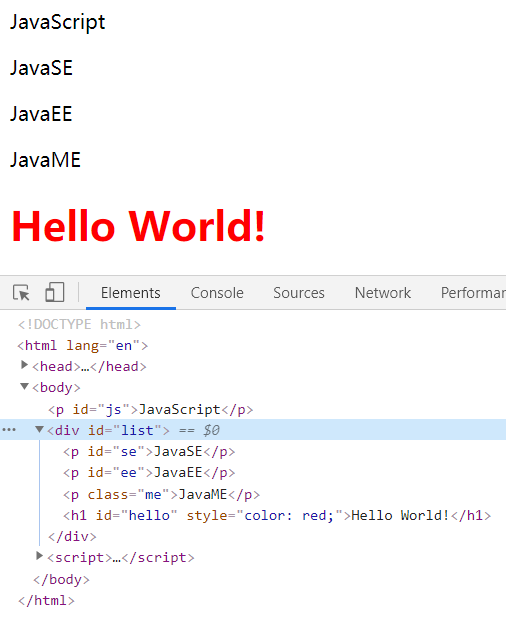 JavaScript
JavaSE
JavaEE
JavaME
Hello World!
Elements Console Sources Network Performan
<!DOCTYPE html>
<html lang="en">
<head>…</head>
<body>
<p id="js">JavaScript</p>
<div id="list"> == $0
<p id="se">JavaSE</p>
<p id="ee">JavaEE</p>
<p class="me">JavaME</p>
<h1 id="hello" style="color: red;">Hello World!</h1>
</div>
<script>…</script>
</body>
</html>